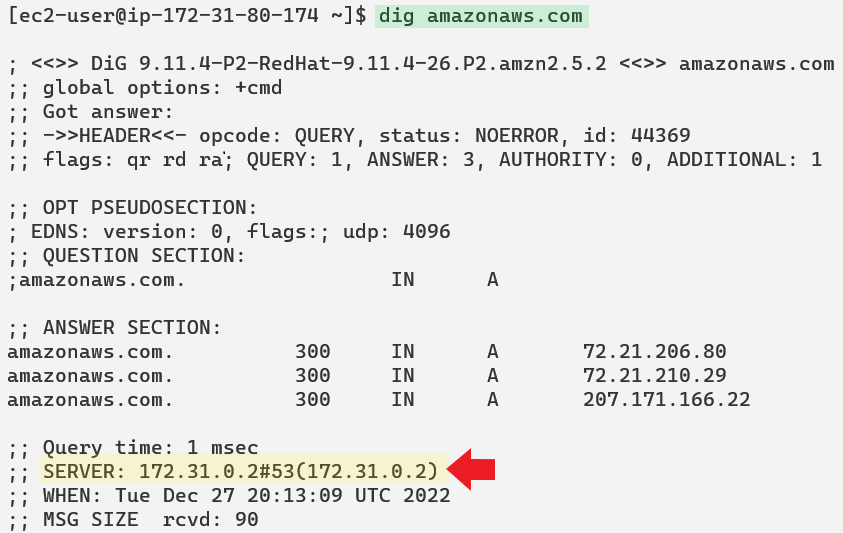 [ec2-user@ip-172-31-80-174 ~]$ dig amazonaws.com
; <<>> DiG 9.11.4-P2-RedHat-9.11.4-26.P2.amzn2.5.2 <<>> amazonaws.com
;; global options: +cmd
;; Got answer:
;; ->>HEADER<<- opcode: QUERY, status: NOERROR, id: 44369
;; flags: qr rd ra; QUERY: 1, ANSWER: 3, AUTHORITY: 0, ADDITIONAL: 1
;; OPT PSEUDOSECTION:
; EDNS: version: 0, flags:; udp: 4096
;; QUESTION SECTION:
;amazonaws.com. IN A
;; ANSWER SECTION:
amazonaws.com. 300 IN A 72.21.206.80
amazonaws.com. 300 IN A 72.21.210.29
amazonaws.com. 300 IN A 207.171.166.22
;; Query time: 1 msec
;; SERVER: 172.31.0.2#53(172.31.0.2)
;; WHEN: Tue Dec 27 20:13:09 UTC 2022
;; MSG SIZE rcvd: 90